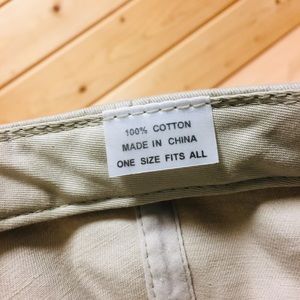 100% COTTON
MADE IN CHINA
ONE SIZE FITS ALL